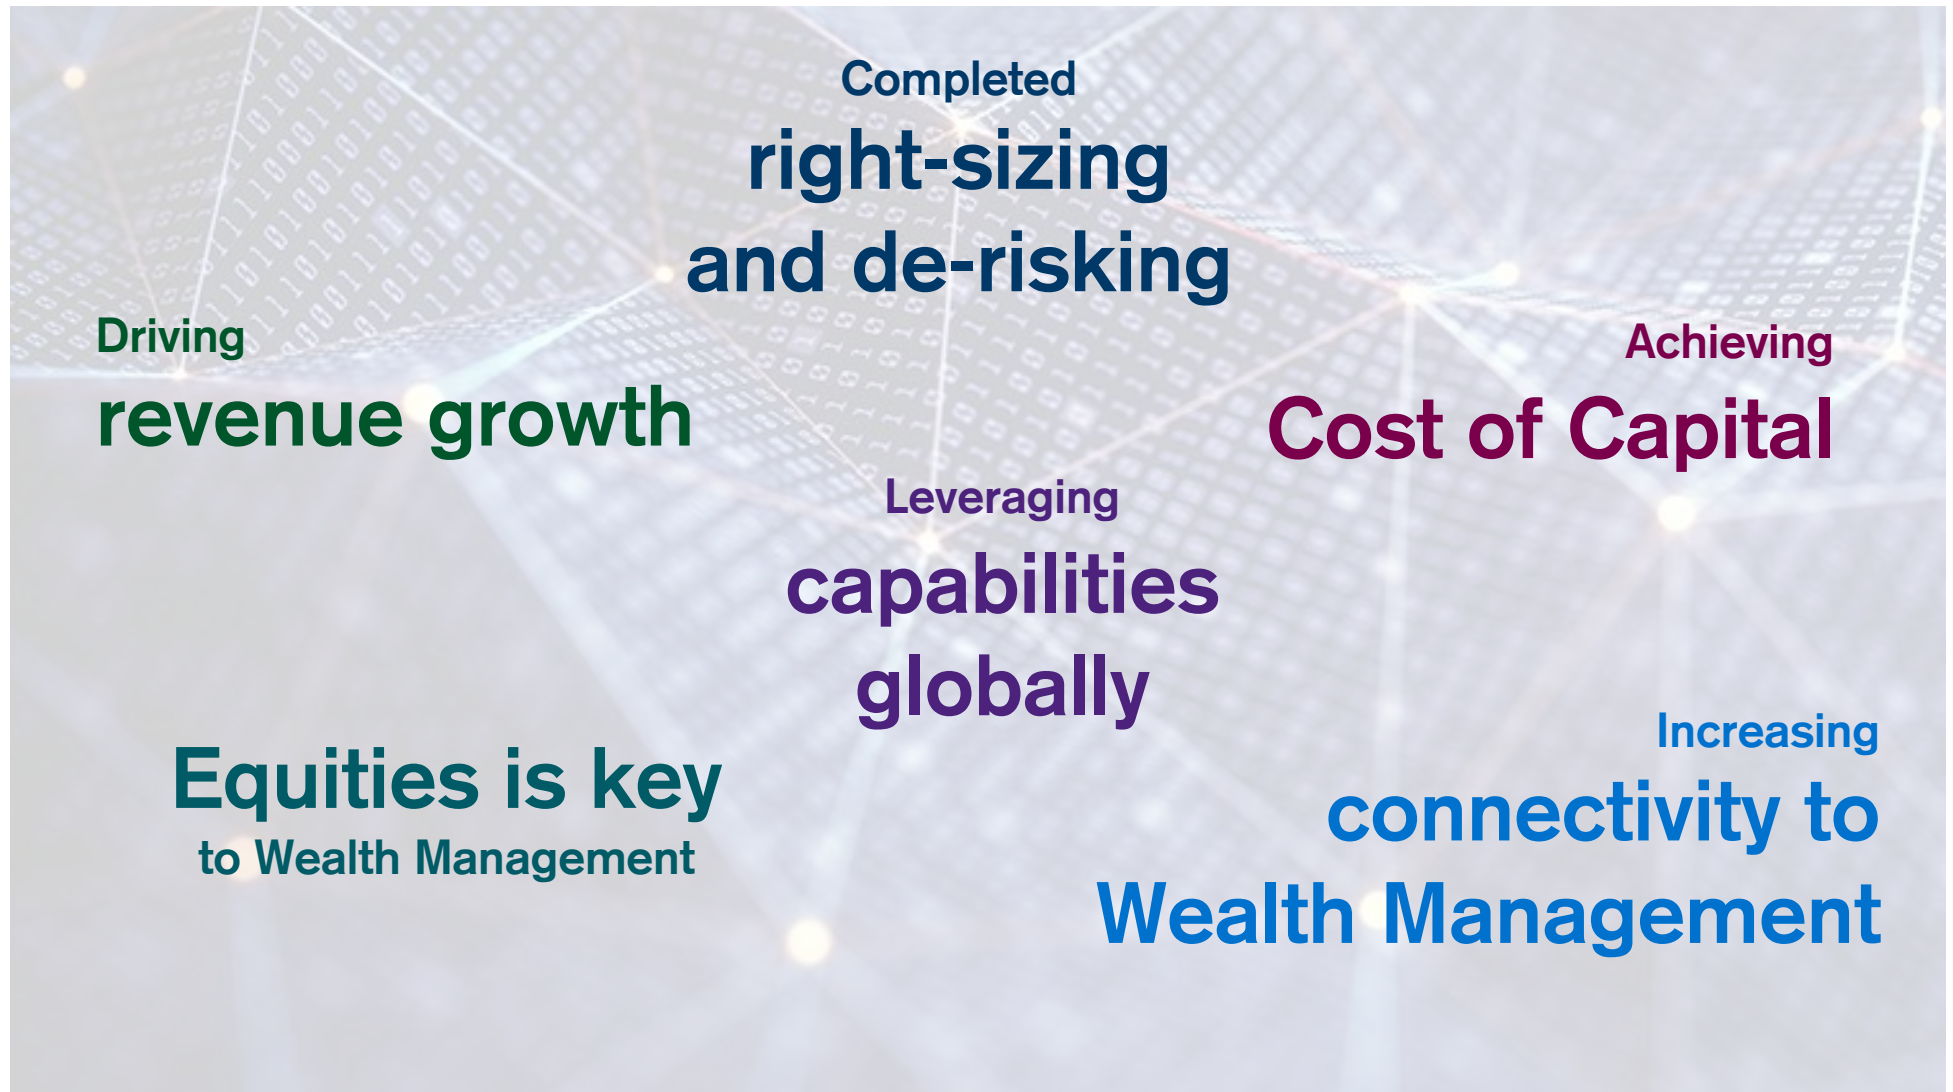 Completed
right-sizing
and de-risking
Driving
revenue growth
Achieving
Cost of Capital
Leveraging
capabilities
globally
Equities is key
to Wealth Management
Increasing
connectivity to
Wealth Management